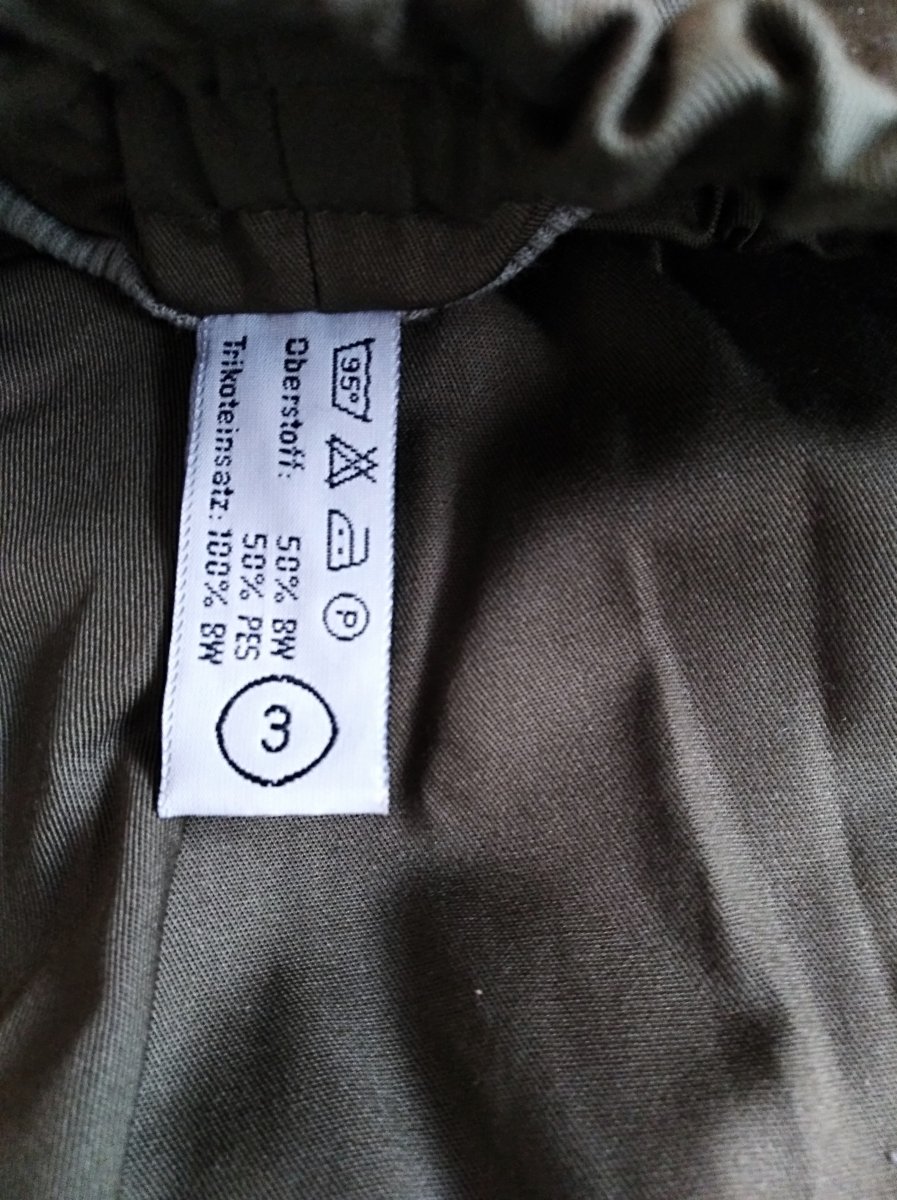 95°
P
Oberstoff: 50% BW
50% PES
Trikoteinsatz: 100% BW
3